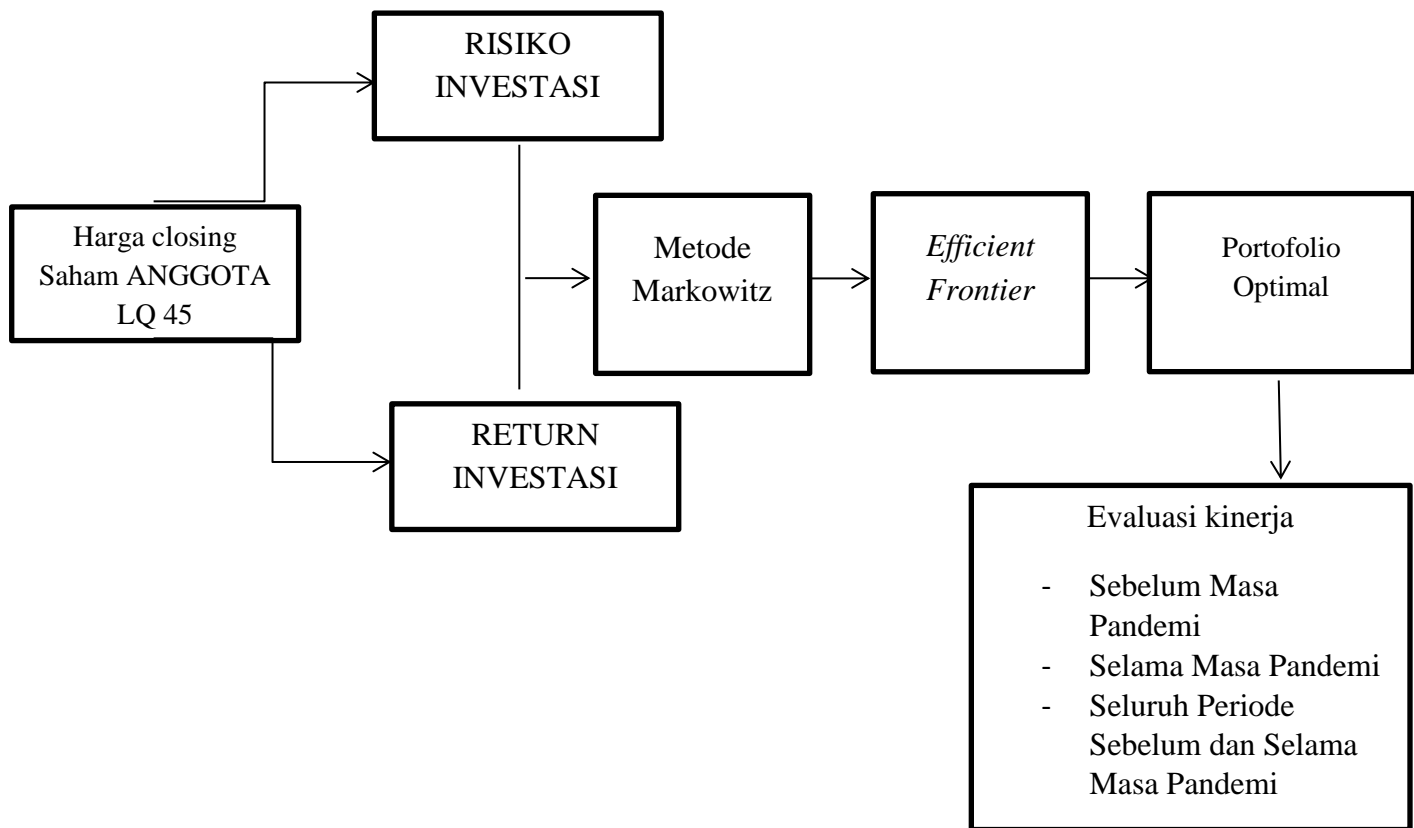 RISIKO
INVESTASI
Harga closing
Saham ANGGOTA
LQ 45
RETURN
INVESTASI
Metode
Markowitz
Efficient
Frontier
Portofolio
Optimal
Evaluasi kinerja
- Sebelum Masa
Pandemi
- Selama Masa Pandemi
- Seluruh Periode
Sebelum dan Selama
Masa Pandemi